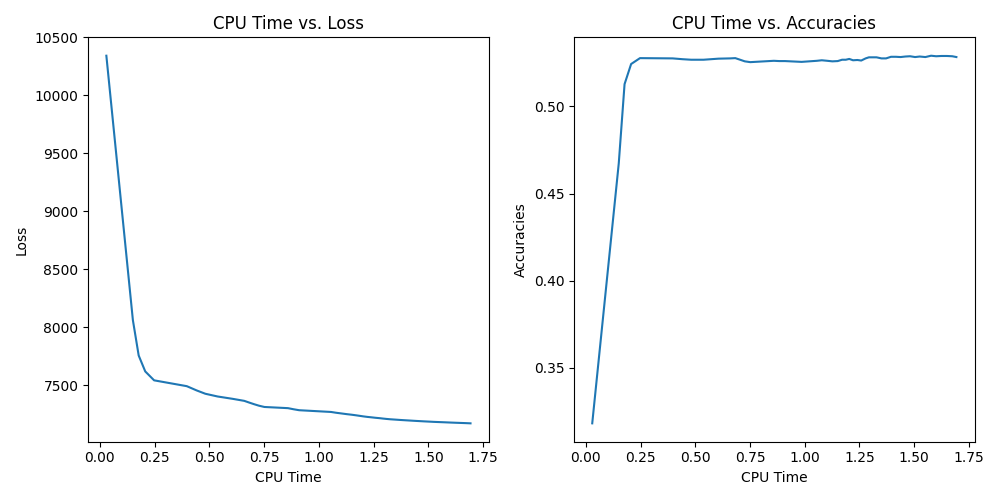 CPU Time vs. Loss
10500
10000
9500
9000
8500
8000
7500
Loss
0.00 0.25 0.50 0.75 1.00 1.25 1.50 1.75
CPU Time
CPU Time vs. Accuracies
0.50
0.45
0.40
0.35
Accuracies
0.00 0.25 0.50 0.75 1.00 1.25 1.50 1.75
CPU Time